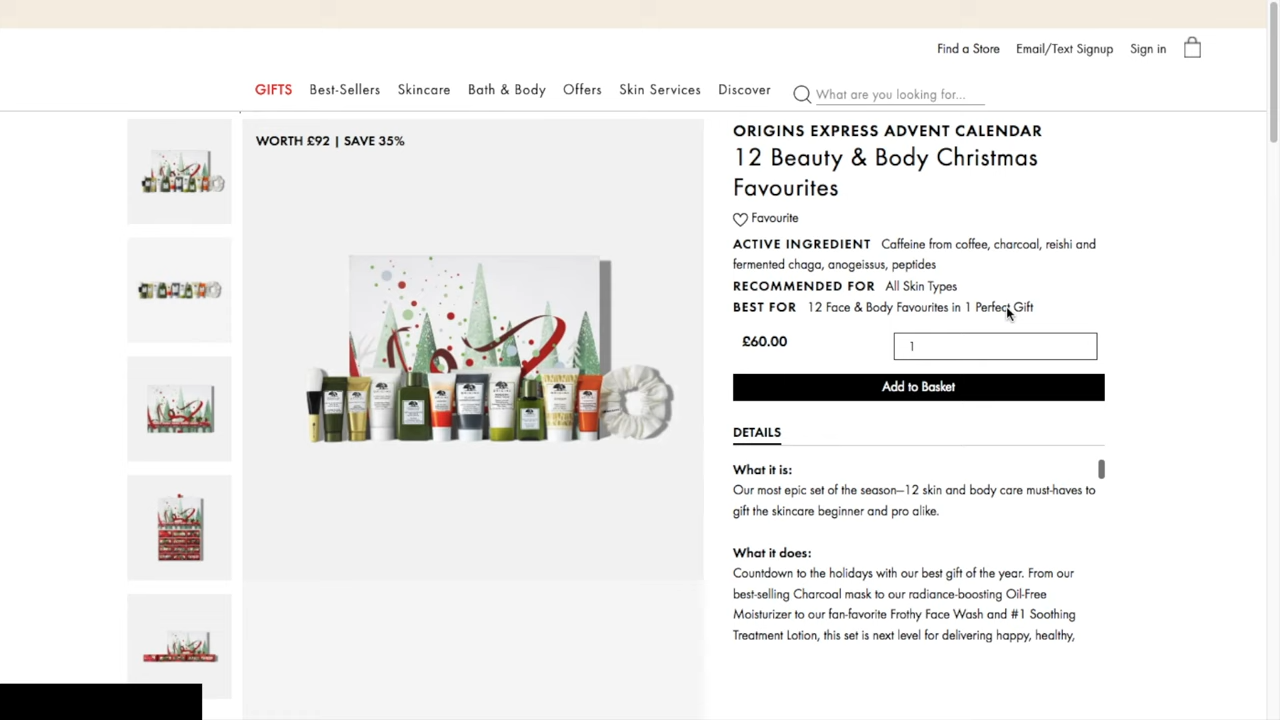 Find a Store
Email/Text Signup
Sign in
GIFTS
Best-Sellers
Skincare
Bath & Body
Offers
Skin Services
Discover
What are you looking for...
WORTH £92 | SAVE 35%
ORIGINS EXPRESS ADVENT CALENDAR
12 Beauty & Body Christmas
Favourites
Favourite
ACTIVE INGREDIENT Caffeine from coffee, charcoal, reishi and
fermented chaga, anogeissus, peptides
RECOMMENDED FOR All Skin Types
BEST FOR 12 Face & Body Favourites in 1 Perfect Gift
£60.00
1
Add to Basket
DETAILS
What it is:
Our most epic set of the season—12 skin and body care must-haves to
gift the skincare beginner and pro alike.
What it does:
Countdown to the holidays with our best gift of the year. From our
best-selling Charcoal mask to our radiance-boosting Oil-Free
Moisturizer to our fan-favorite Frothy Face Wash and #1 Soothing
Treatment Lotion, this set is next level for delivering happy, healthy,